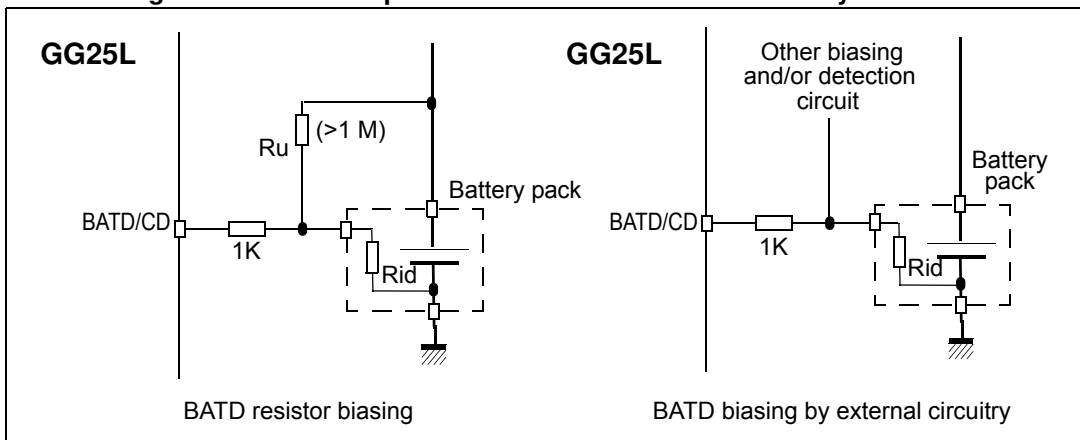 GG25L
(>1 M)
Ru
Battery pack
BATD/CD
1K
Rid
BATD resistor biasing
GG25L
Other biasing
and/or detection
circuit
Battery
pack
BATD/CD
1K
Rid
BATD biasing by external circuitry